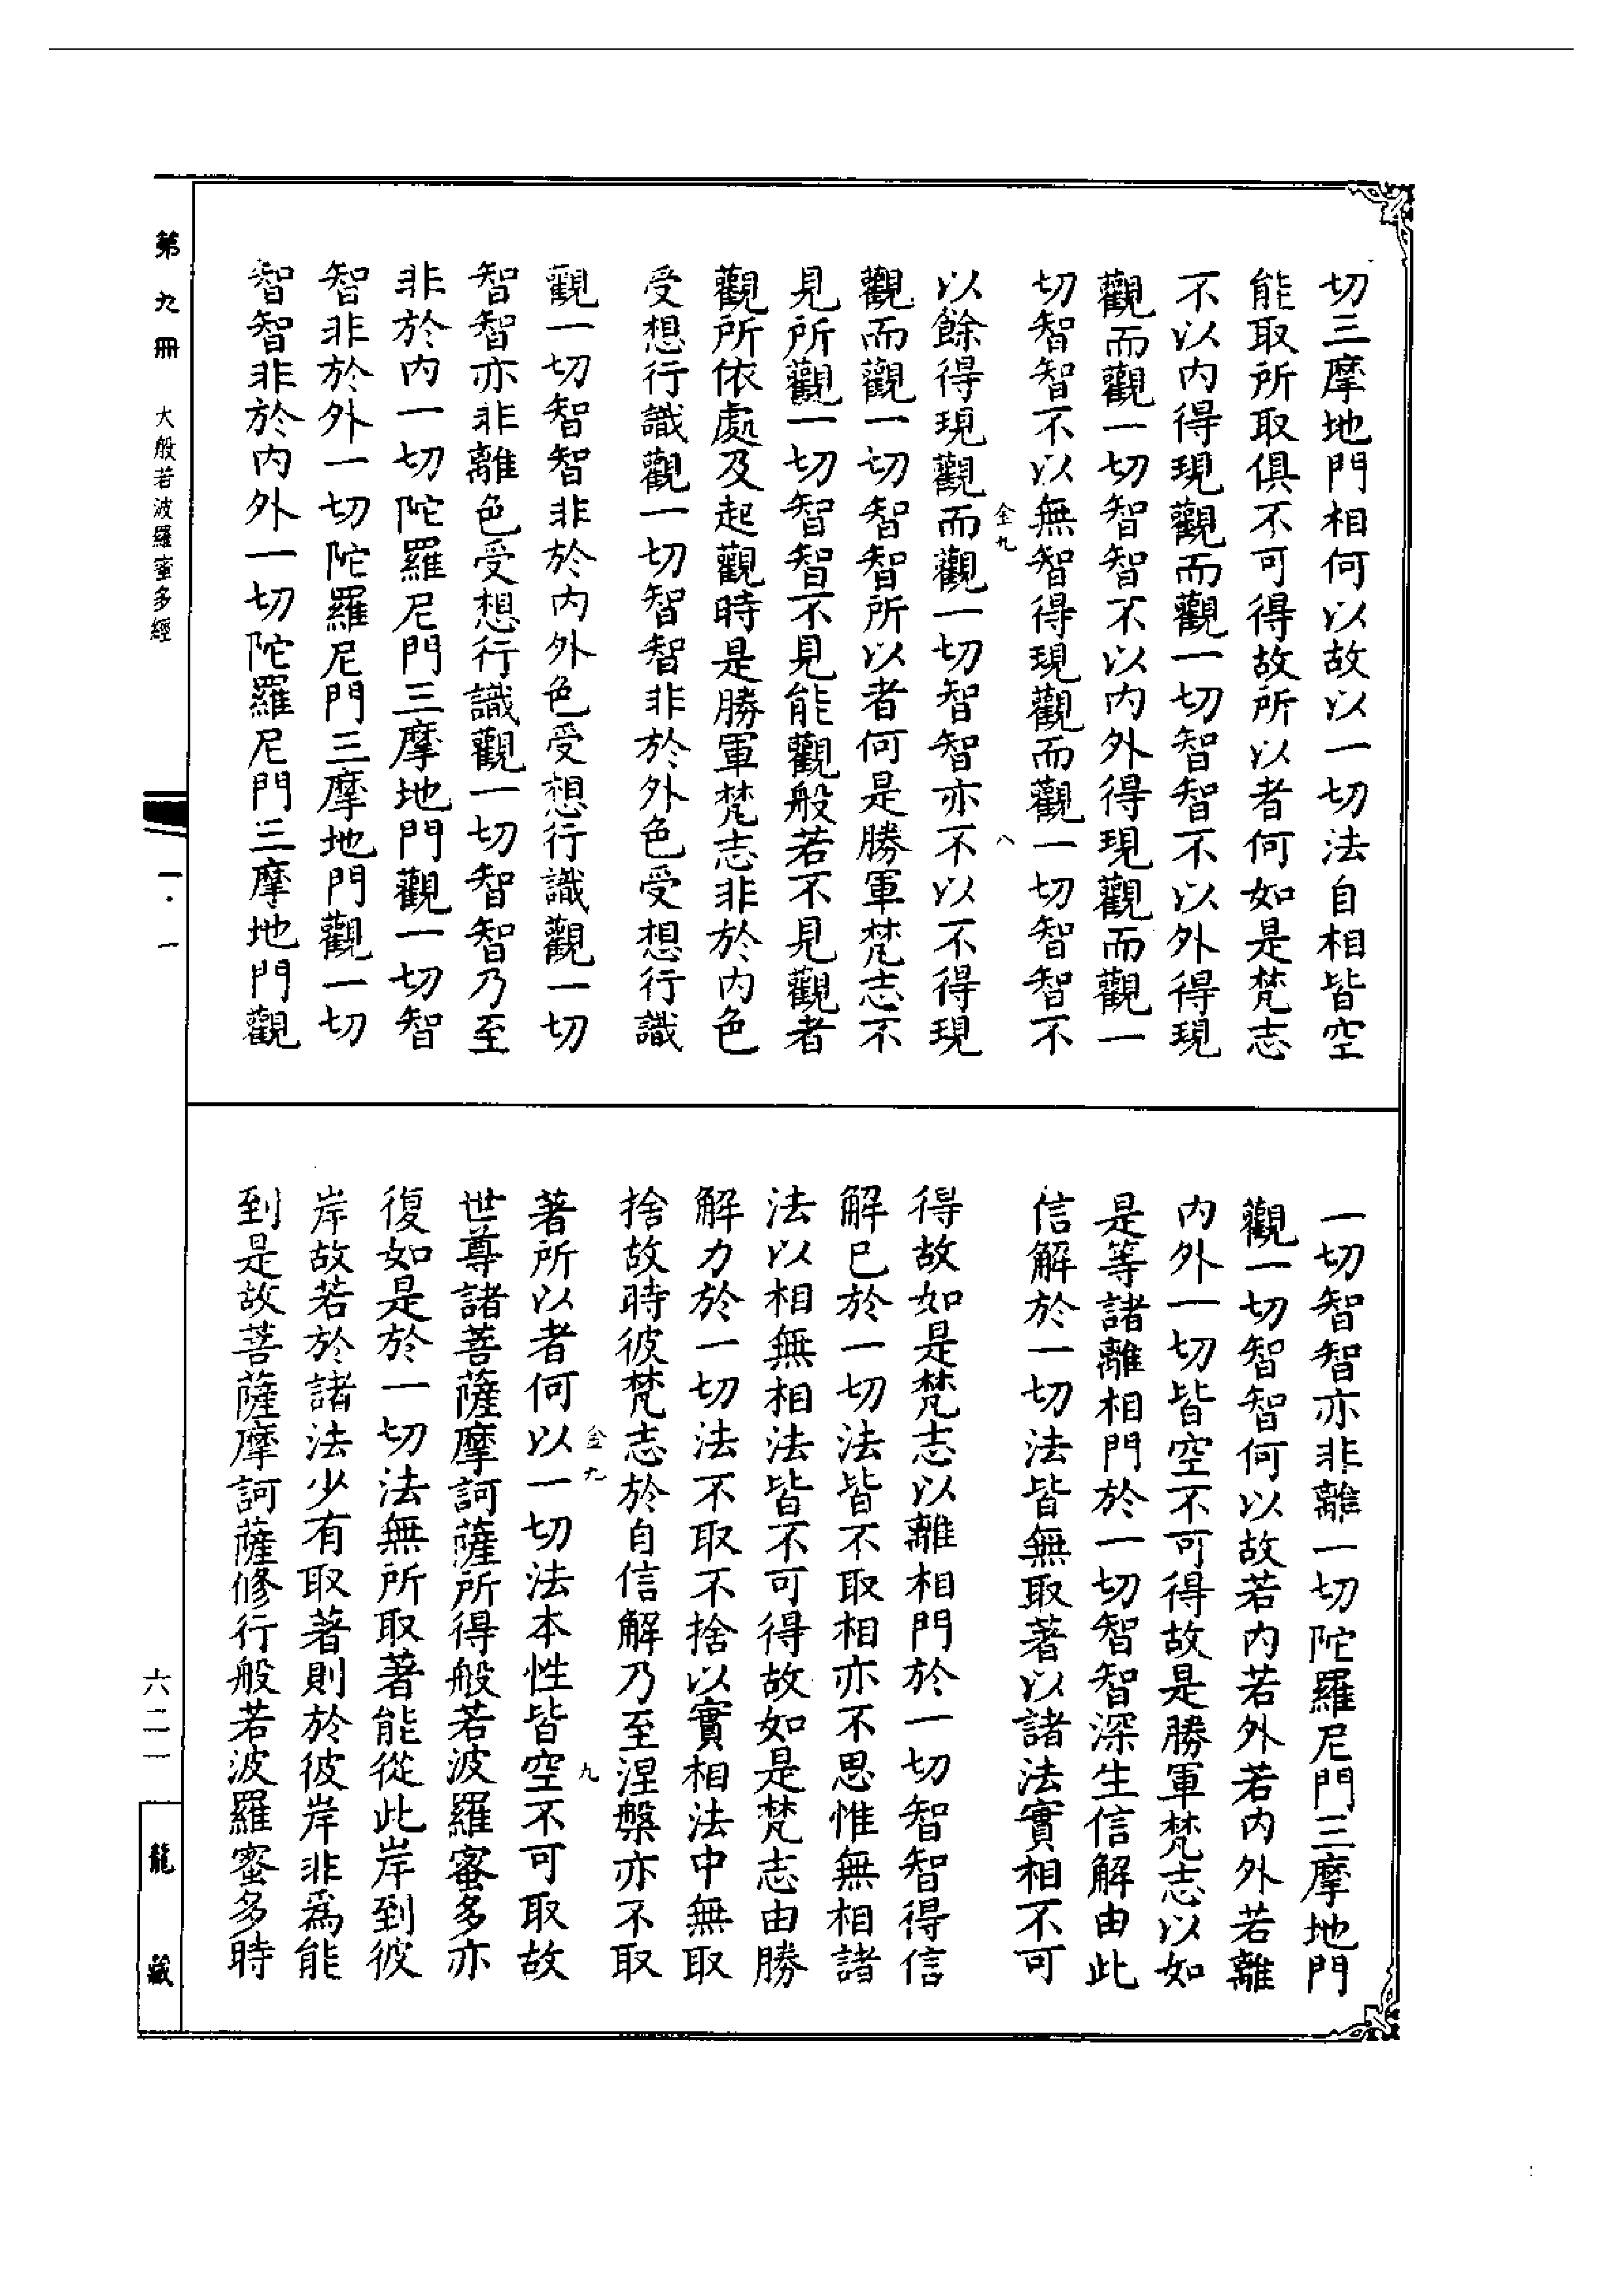 切三摩地門相何以故以一切法自相皆空
能取所取俱不可得故所以者何如是梵志
不以内得現觀而觀一切智智不以外得現
觀而觀一切智智不以内外得現觀而觀一
切智智不以無智得現觀而觀一切智智不
金九
八
以餘得現觀而觀一切智智亦不以不得現
觀而觀一切智智所以者何是勝軍梵志不
見所觀一切智智不見能觀般若不見觀者
觀所依處及起觀時是勝軍梵志非於内色
受想行識觀一切智智非於外色受想行識
觀一切智智非於内外色受想行識觀一切
智智亦非離色受想行識觀一切智智乃至
非於内一切陀羅尼門三摩地門觀一切智
智非於外一切陀羅尼門三摩地門觀一切
智智非於内外一切陀羅尼門三摩地門觀
一切智智亦非離一切陀羅尼門三摩地門
觀一切智智何以故若内若外若内外若離
内外一切皆空不可得故是勝軍梵志以如
是等諸離相門於一切智智深生信解由此
信解於一切法皆無取著以諸法實相不可
得故如是梵志以離相門於一切智智得信
解已於一切法皆不取相亦不思惟無相諸
法以相無相法皆不可得故如是梵志由勝
解力於一切法不取不捨以實相法中無取
捨故時彼梵志於自信解乃至涅槃亦不取
金九
九
著所以者何以一切法本性皆空不可取故
世尊諸菩薩摩訶薩所得般若波羅蜜多亦
復如是於一切法無所取著能從此岸到彼
岸故若於諸法少有取著則於彼岸非爲能
到是故菩薩摩訶薩修行般若波羅蜜多時
第九冊
大般若波羅蜜多經
一·一
六二一
龍藏